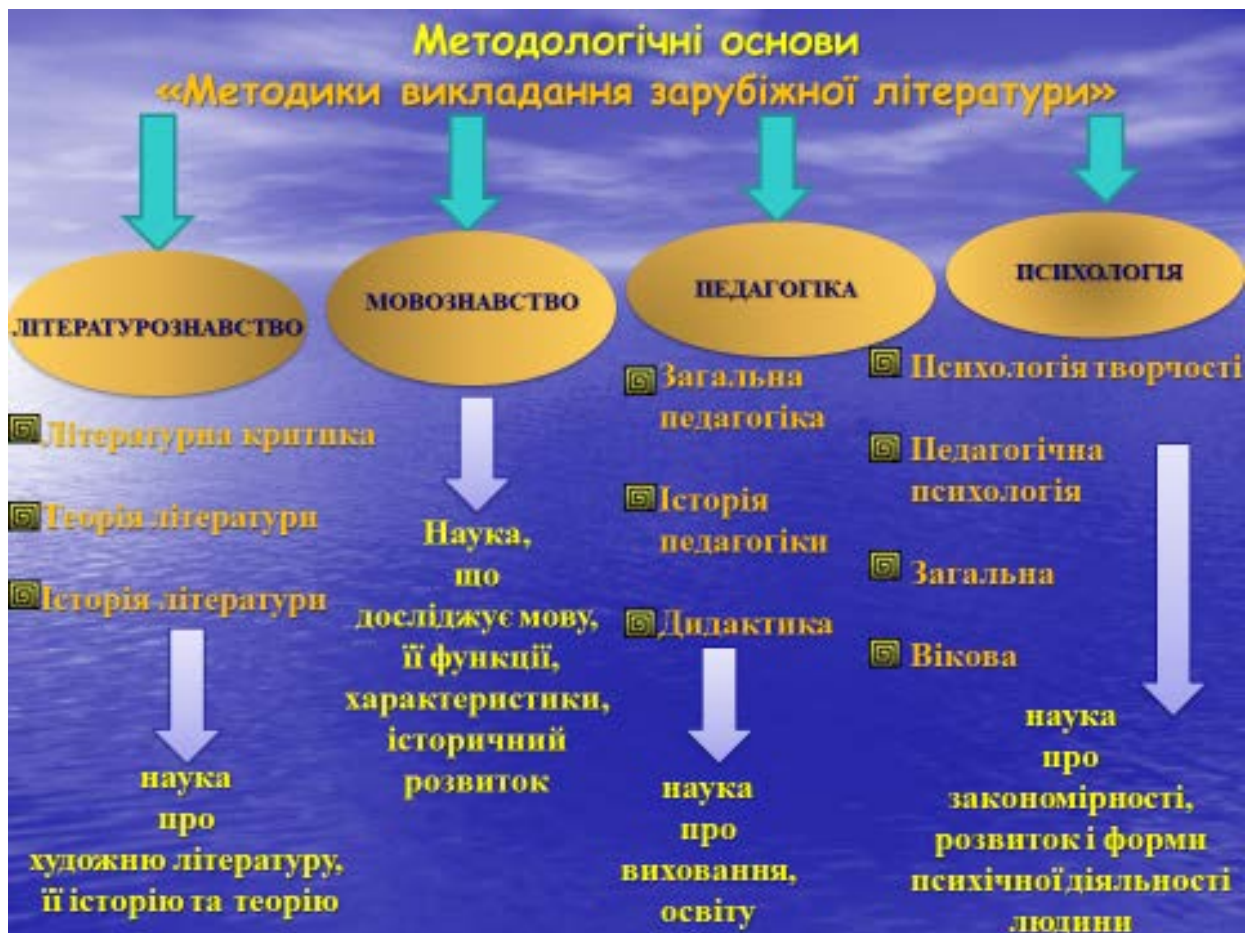 Методологічні основи
«Методики викладання зарубіжної літератури»
ЛІТЕРАТУРОЗНАВСТВО
Літературна критика
Теорія літератури
Історія літератури
наука
про
художню літературу,
її історію та теорію
МОВОЗНАВСТВО
Наука,
що
досліджує мову,
її функції,
характеристики,
історичний
розвиток
ПЕДАГОГІКА
Загальна
педагогіка
Історія
педагогіки
Дидактика
наука
про
виховання,
освіту
ПСИХОЛОГІЯ
Психологія творчості
Педагогічна
психологія
Загальна
Вікова
наука
про
закономірності,
розвиток і форми
психічної діяльності
людини